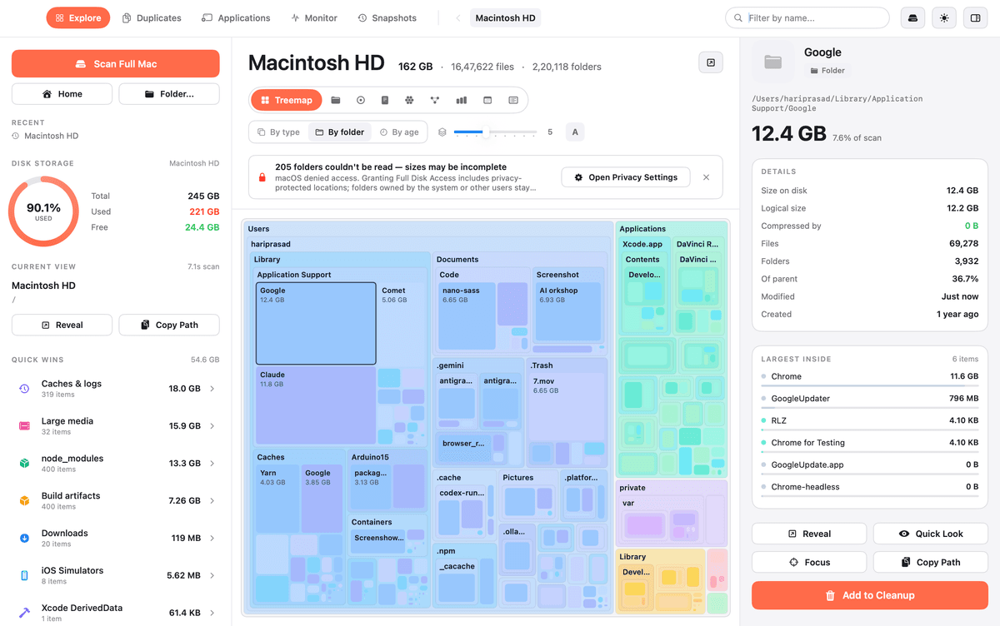 Explore
Duplicates
Applications
Monitor
Snapshots
Macintosh HD
Filter by name...
Scan Full Mac
Home
Folder...
RECENT
Macintosh HD
DISK STORAGE
Macintosh HD
90.1%
USED
Total 245 GB
Used 221 GB
Free 24.4 GB
CURRENT VIEW
7.1s scan
Macintosh HD
/
Reveal
Copy Path
QUICK WINS
54.6 GB
Caches & logs
319 items
18.0 GB
Large media
32 items
15.9 GB
node_modules
400 items
13.3 GB
Build artifacts
400 items
7.26 GB
Downloads
20 items
119 MB
iOS Simulators
8 items
5.62 MB
Xcode DerivedData
1 item
61.4 KB
Macintosh HD 162 GB · 16,47,622 files · 2,20,118 folders
Treemap
By type
By folder
By age
5
A
205 folders couldn't be read — sizes may be incomplete
macOS denied access. Granting Full Disk Access includes privacy-
protected locations; folders owned by the system or other users stay...
Open Privacy Settings
Users
hariprasad
Library
Application Support
Google
12.4 GB
Comet
5.06 GB
Claude
11.8 GB
Caches
Yarn
4.03 GB
Google
3.85 GB
Arduino15
packag...
3.13 GB
Containers
Screenshow...
Documents
Code
nano-sass
6.65 GB
Screenshot
AI orkshop
6.93 GB
.gemini
antigra...
antigra...
browser_r...
.Trash
7.mov
6.65 GB
.cache
codex-run...
Pictures
.platfor...
.olla...
.npm
_cacache
Applications
Xcode.app
Contents
Develo...
DaVinci R...
DaVinci ...
private
var
Library
Devel...
Google
Folder
/Users/hariprasad/Library/Application
Support/Google
12.4 GB 7.6% of scan
DETAILS
Size on disk 12.4 GB
Logical size 12.2 GB
Compressed by 0 B
Files 69,278
Folders 3,932
Of parent 36.7%
Modified Just now
Created 1 year ago
LARGEST INSIDE 6 items
Chrome 11.6 GB
GoogleUpdater 796 MB
RLZ 4.10 KB
Chrome for Testing 4.10 KB
GoogleUpdate.app 0 B
Chrome-headless 0 B
Reveal
Quick Look
Focus
Copy Path
Add to Cleanup